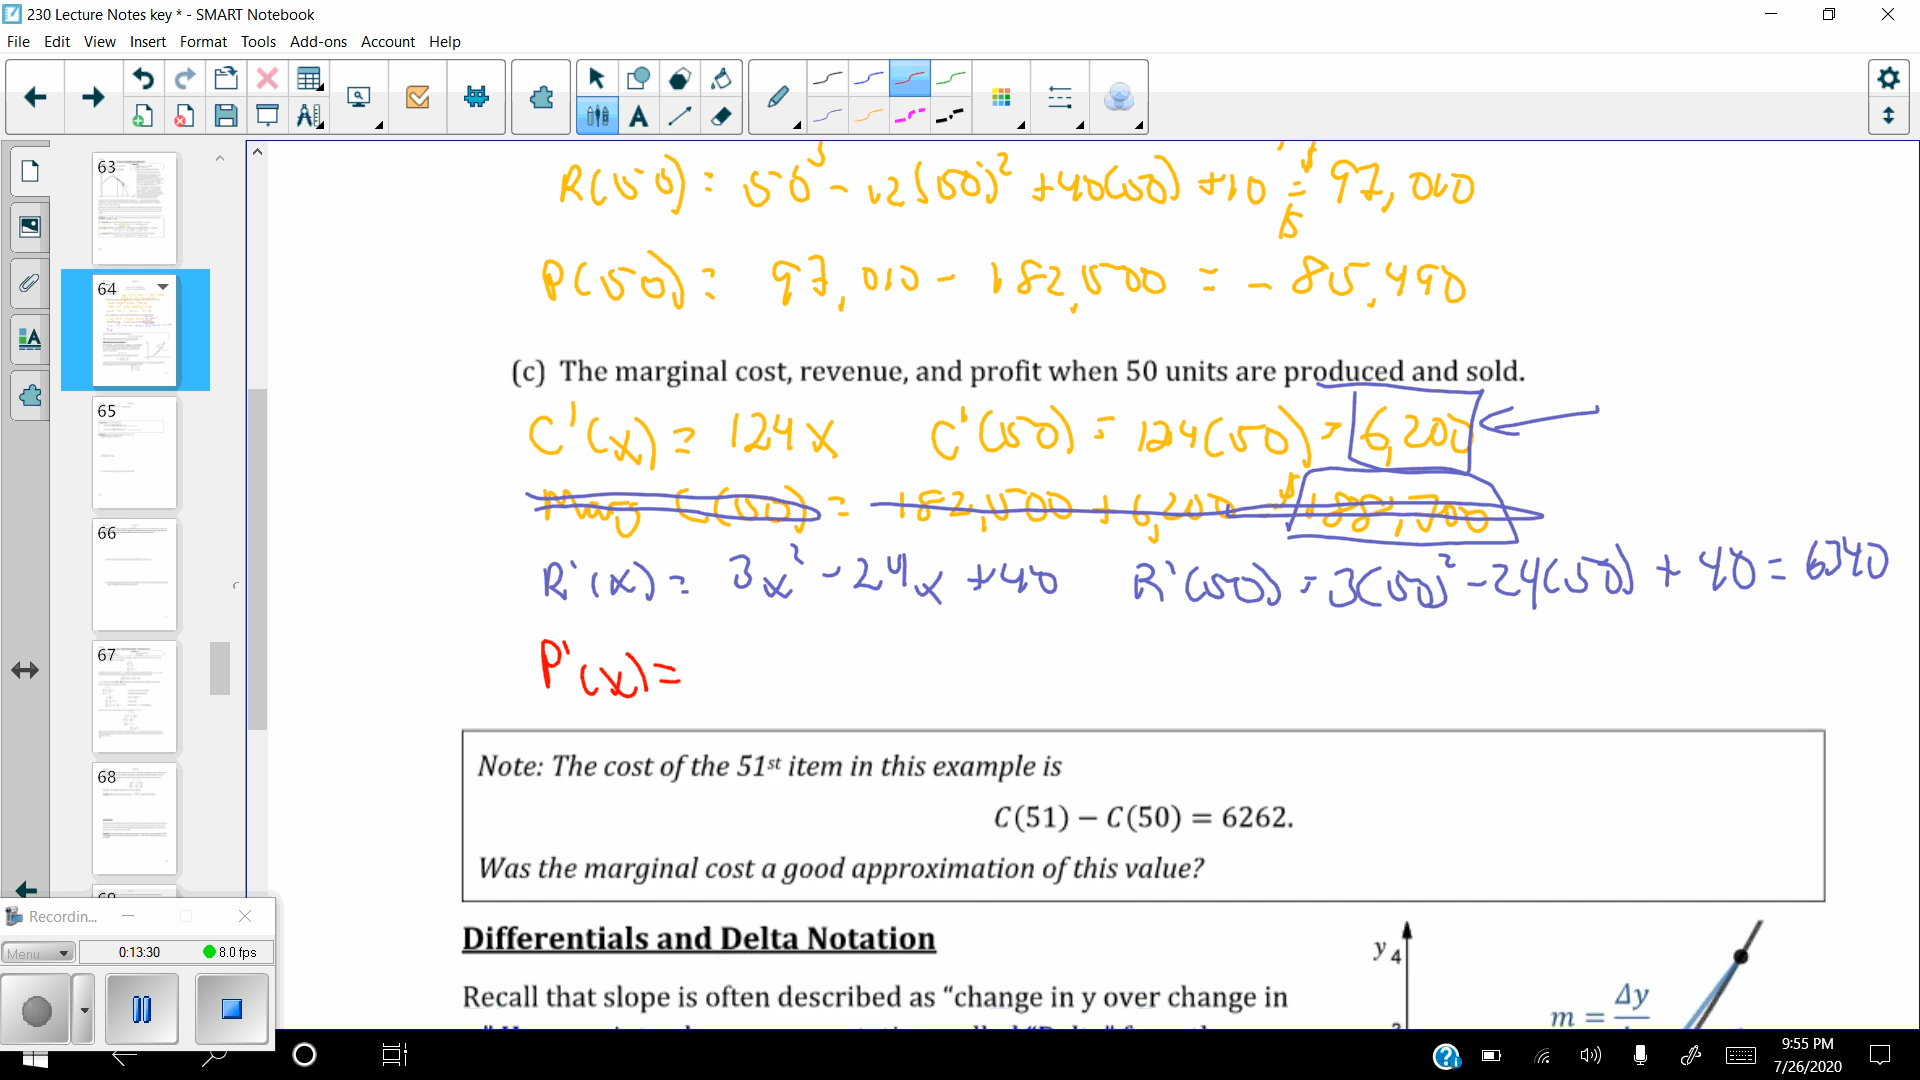 230 Lecture Notes key * - SMART Notebook
File Edit View Insert Format Tools Add-ons Account Help
63
64
65
66
67
68
R(50) = 50³ - 12(50)² + 40(50) + 10 = $97,010
P(50) = 97,010 - 182,500 = - 85,490
(c) The marginal cost, revenue, and profit when 50 units are produced and sold.
C'(x) = 124x C'(50) = 124(50) = 6,200
Marg C(50) = 182,500 + 6,200 = $188,700
R'(x) = 3x² - 24x + 40 R'(50) = 3(50)² - 24(50) + 40 = 6340
P'(x) =
Note: The cost of the 51st item in this example is
C(51) − C(50) = 6262.
Was the marginal cost a good approximation of this value?
Differentials and Delta Notation
Recall that slope is often described as “change in y over change in
y 4
m = Δy
Recordin...
Menu 0:13:30 8.0 fps
9:55 PM
7/26/2020